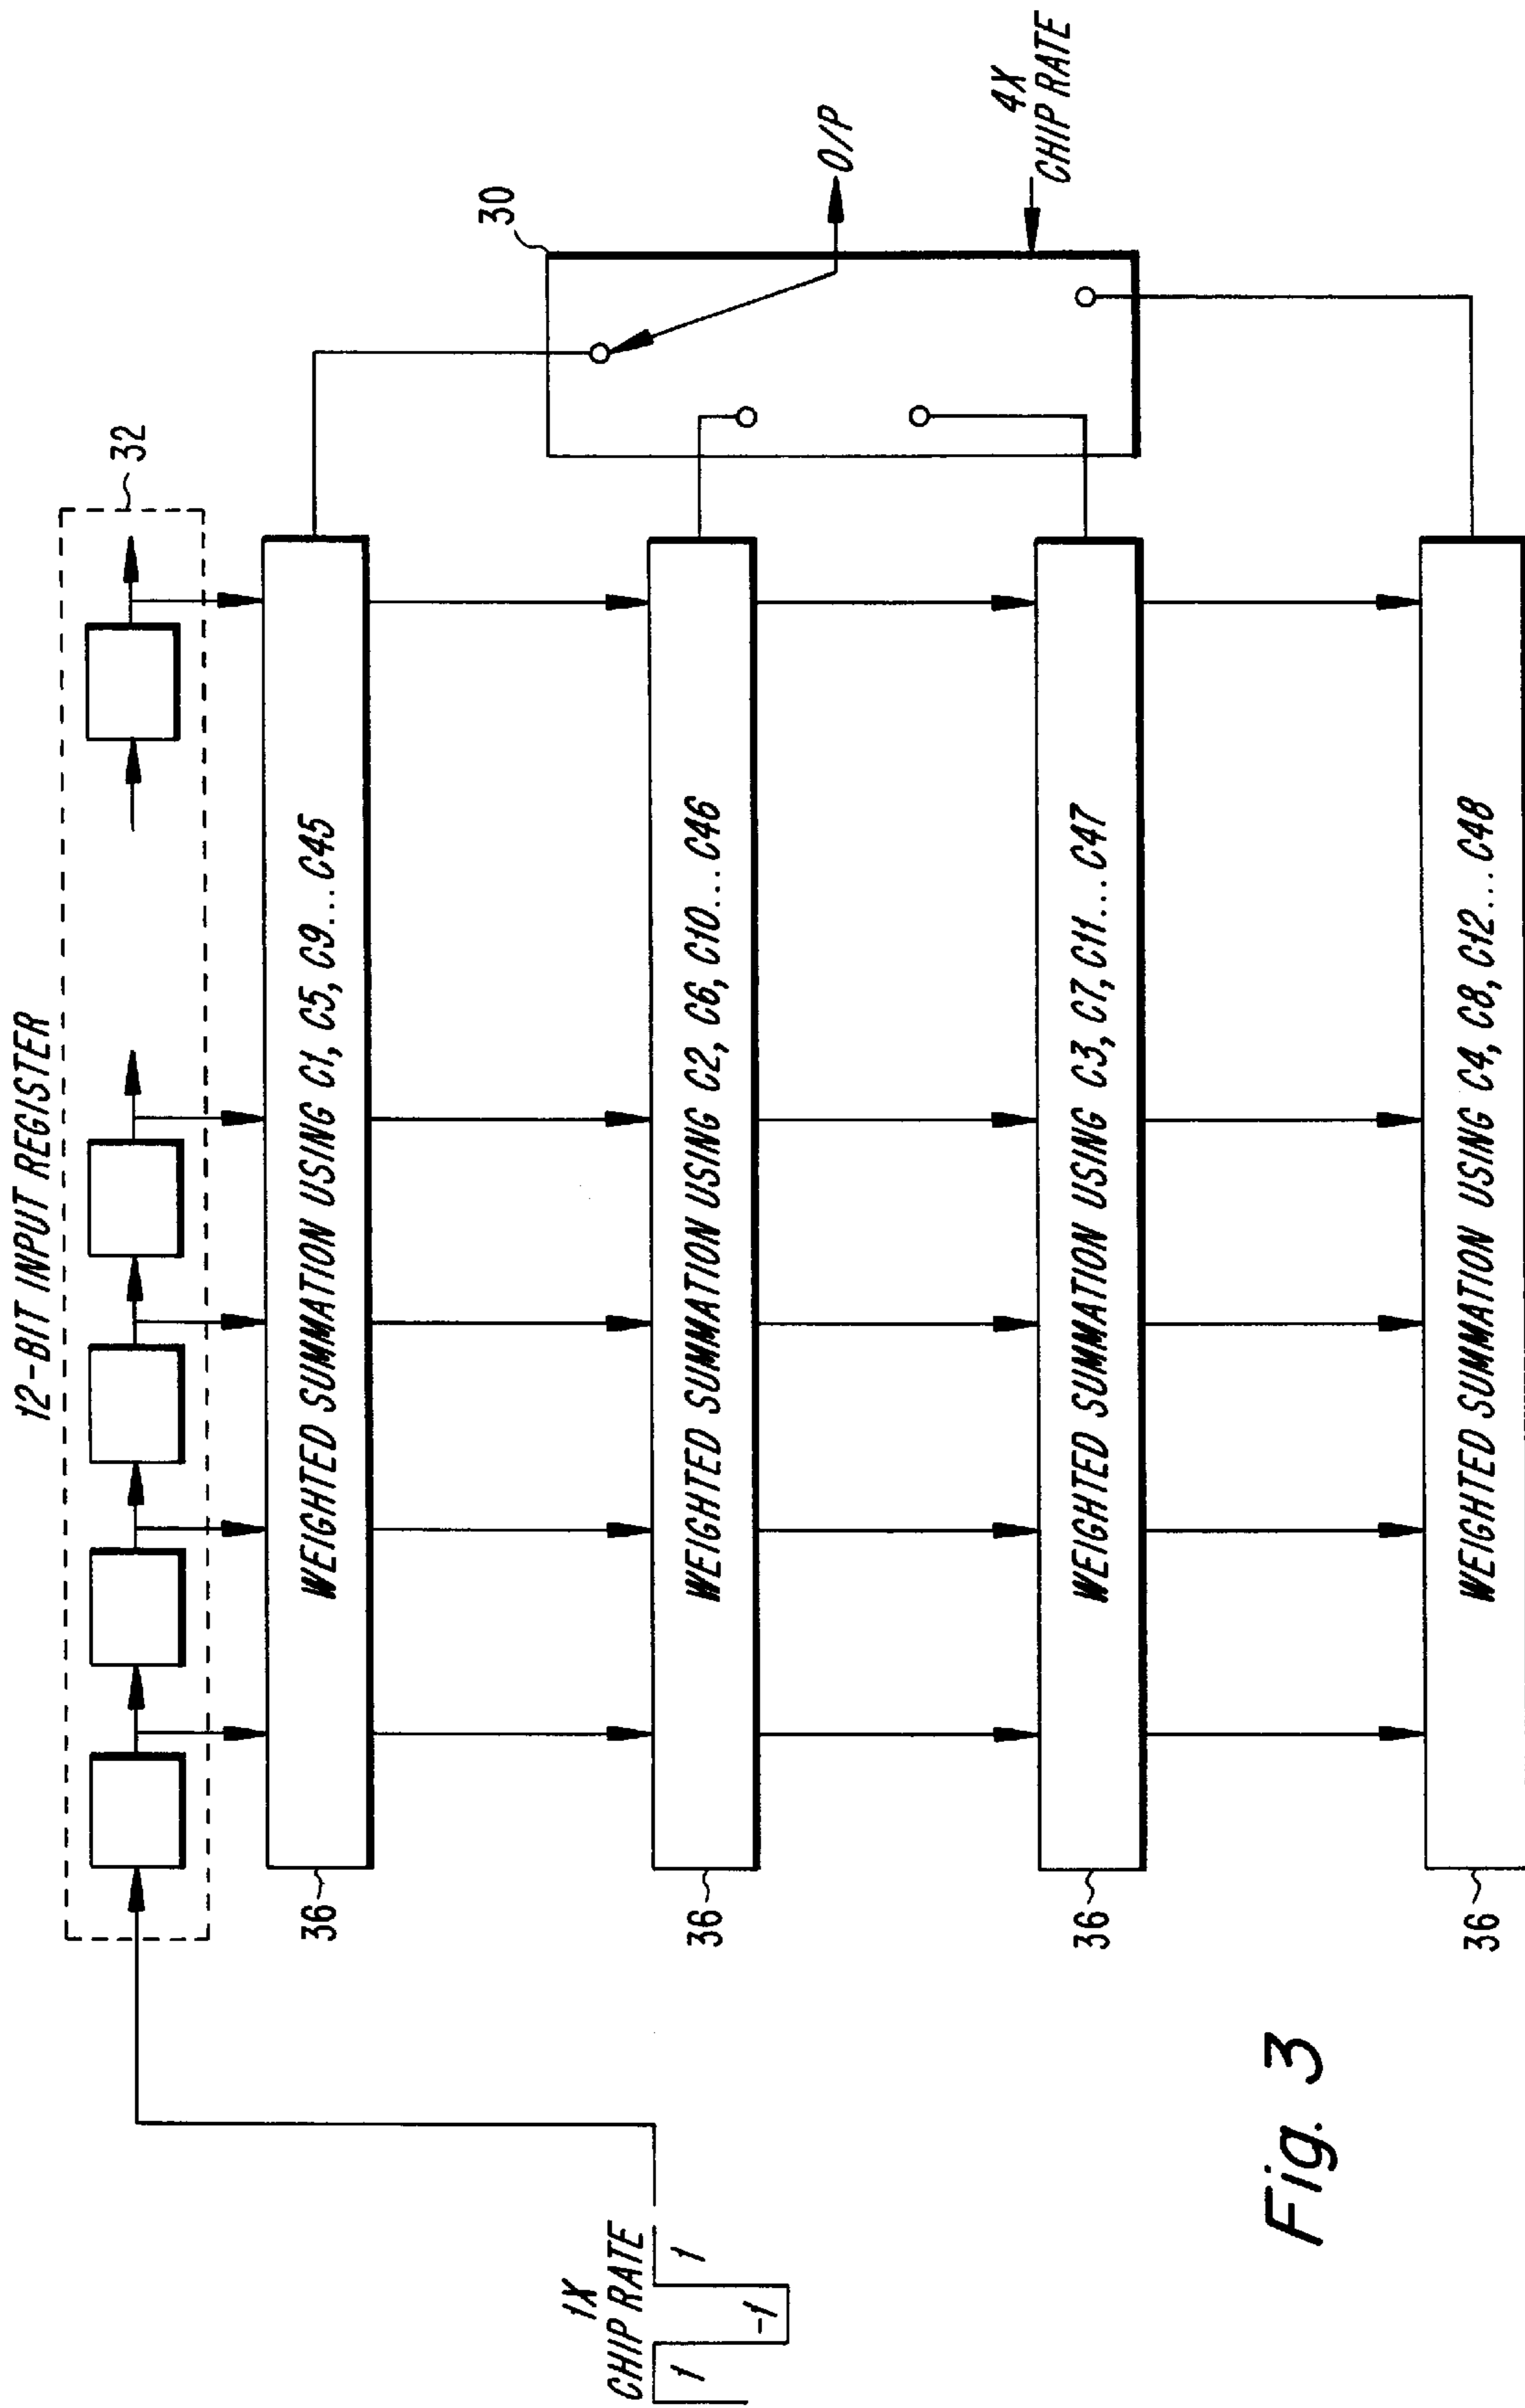 12-BIT INPUT REGISTER
32
WEIGHTED SUMMATION USING C1, C5, C9...C45
36
WEIGHTED SUMMATION USING C2, C6, C10...C46
36
WEIGHTED SUMMATION USING C3, C7, C11...C47
36
WEIGHTED SUMMATION USING C4, C8, C12...C48
36
30
O/P
4X
CHIP RATE
1X
CHIP RATE
1
-1
1
Fig. 3